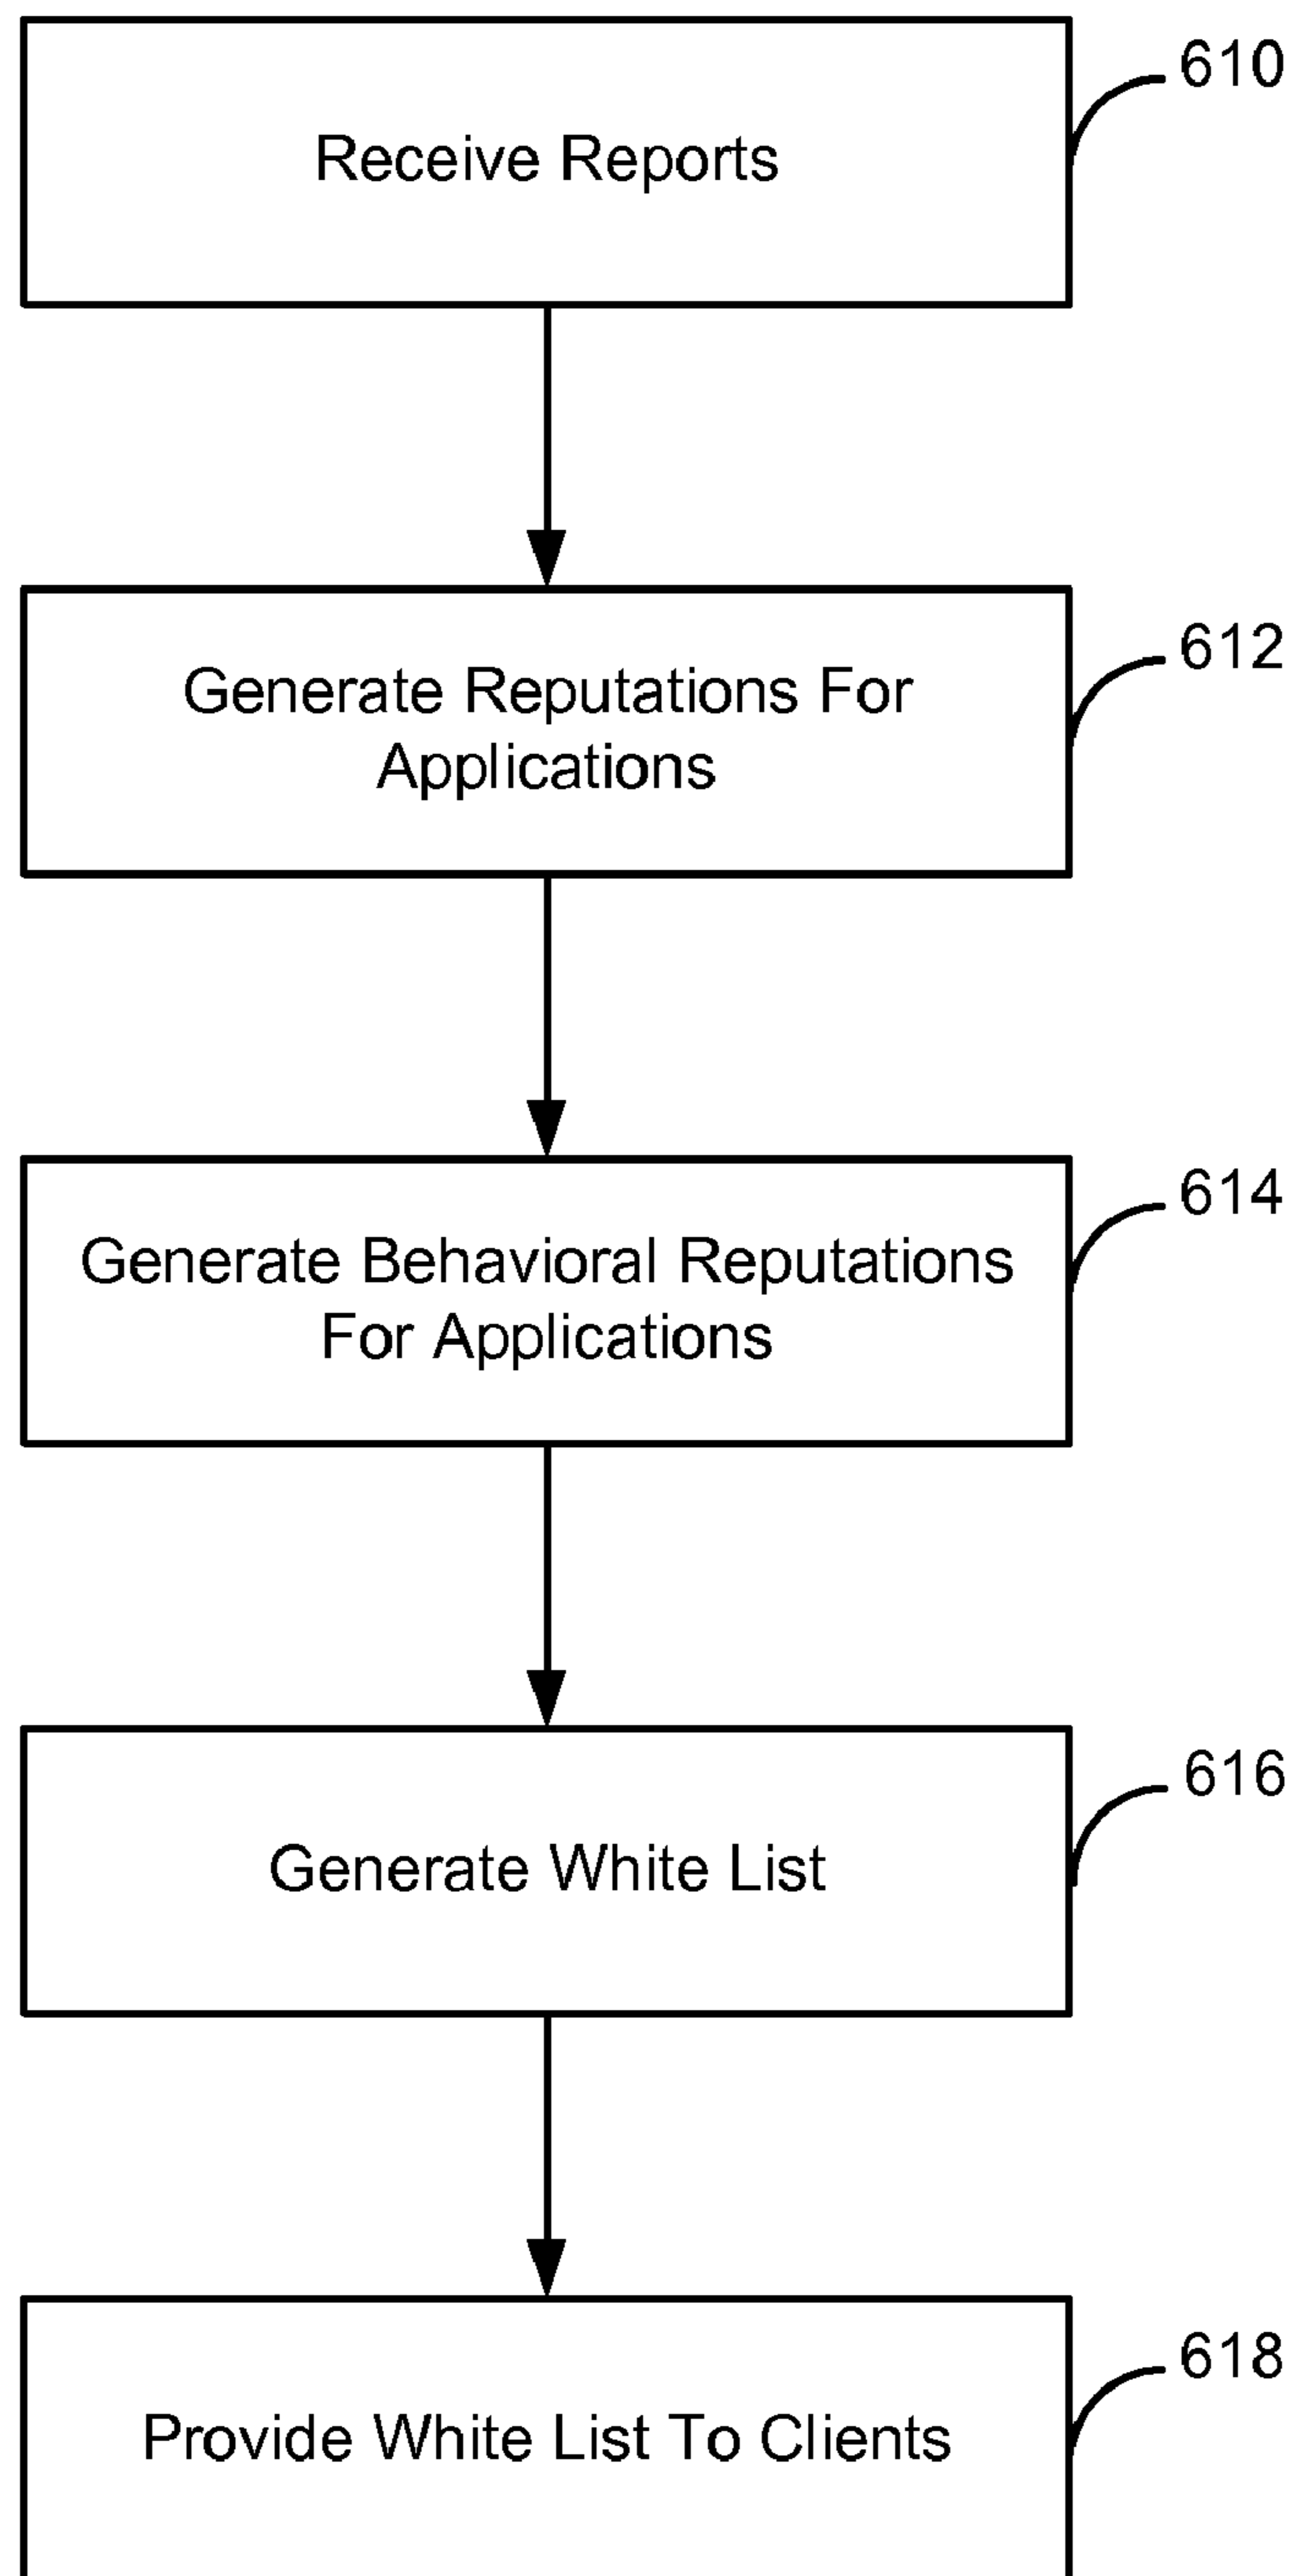 Receive Reports
610
Generate Reputations For
Applications
612
Generate Behavioral Reputations
For Applications
614
Generate White List
616
Provide White List To Clients
618